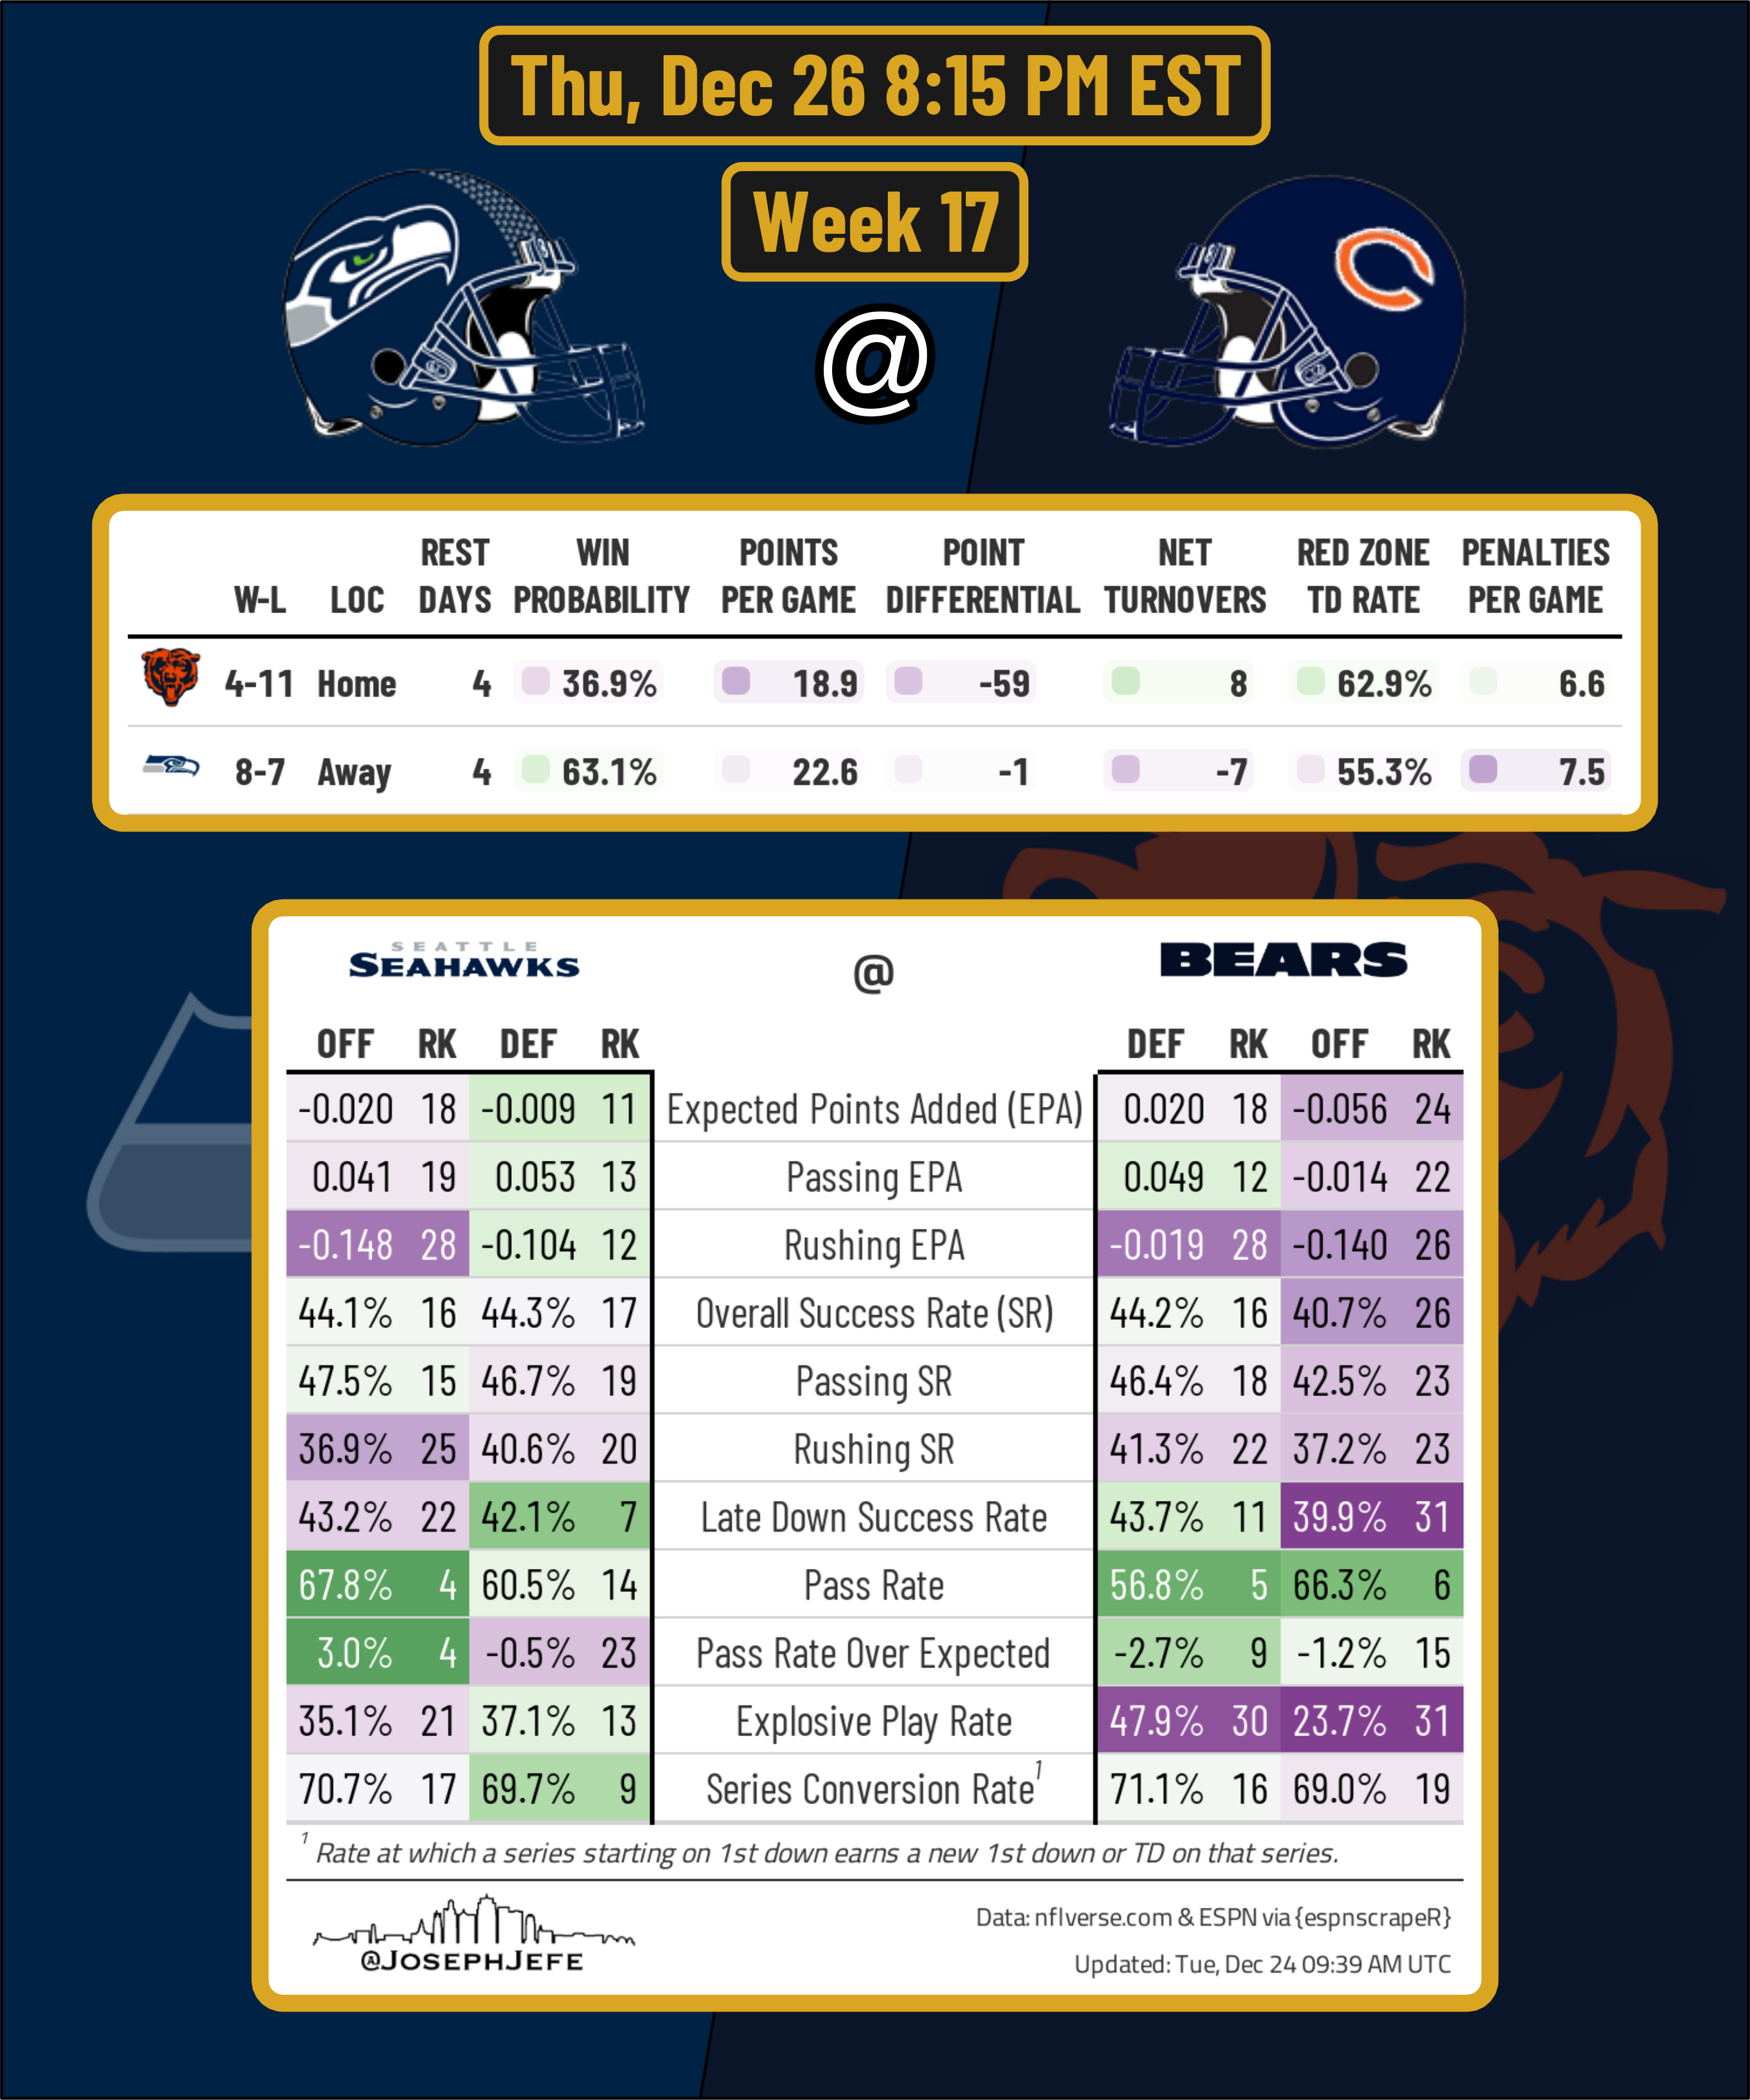 Thu, Dec 26 8:15 PM EST
Week 17
@
W-L LOC REST DAYS WIN PROBABILITY POINTS PER GAME POINT DIFFERENTIAL NET TURNOVERS RED ZONE TD RATE PENALTIES PER GAME
4-11 Home 4 36.9% 18.9 -59 8 62.9% 6.6
8-7 Away 4 63.1% 22.6 -1 -7 55.3% 7.5
SEATTLE
SEAHAWKS @ BEARS
OFF RK DEF RK DEF RK OFF RK
-0.020 18 -0.009 11 Expected Points Added (EPA) 0.020 18 -0.056 24
0.041 19 0.053 13 Passing EPA 0.049 12 -0.014 22
-0.148 28 -0.104 12 Rushing EPA -0.019 28 -0.140 26
44.1% 16 44.3% 17 Overall Success Rate (SR) 44.2% 16 40.7% 26
47.5% 15 46.7% 19 Passing SR 46.4% 18 42.5% 23
36.9% 25 40.6% 20 Rushing SR 41.3% 22 37.2% 23
43.2% 22 42.1% 7 Late Down Success Rate 43.7% 11 39.9% 31
67.8% 4 60.5% 14 Pass Rate 56.8% 5 66.3% 6
3.0% 4 -0.5% 23 Pass Rate Over Expected -2.7% 9 -1.2% 15
35.1% 21 37.1% 13 Explosive Play Rate 47.9% 30 23.7% 31
70.7% 17 69.7% 9 Series Conversion Rate¹ 71.1% 16 69.0% 19
¹ Rate at which a series starting on 1st down earns a new 1st down or TD on that series.
@JOSEPHJEFE
Data: nflverse.com & ESPN via {espnscrapeR}
Updated: Tue, Dec 24 09:39 AM UTC